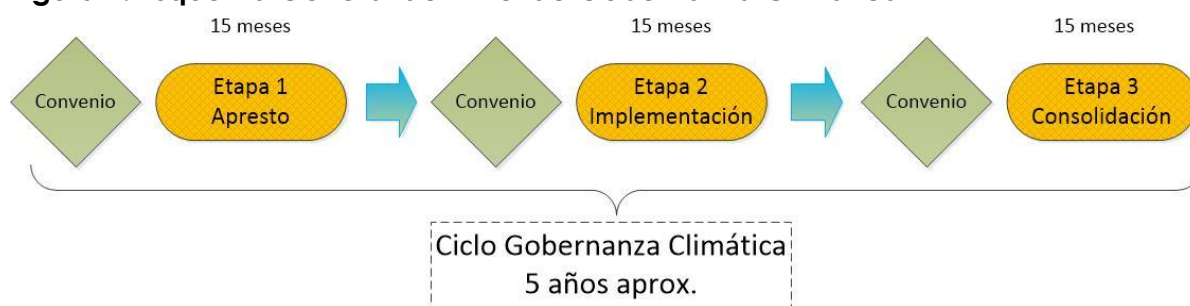 15 meses
15 meses
15 meses
Convenio
Etapa 1
Apresto
Convenio
Etapa 2
Implementación
Convenio
Etapa 3
Consolidación
Ciclo Gobernanza Climática
5 años aprox.